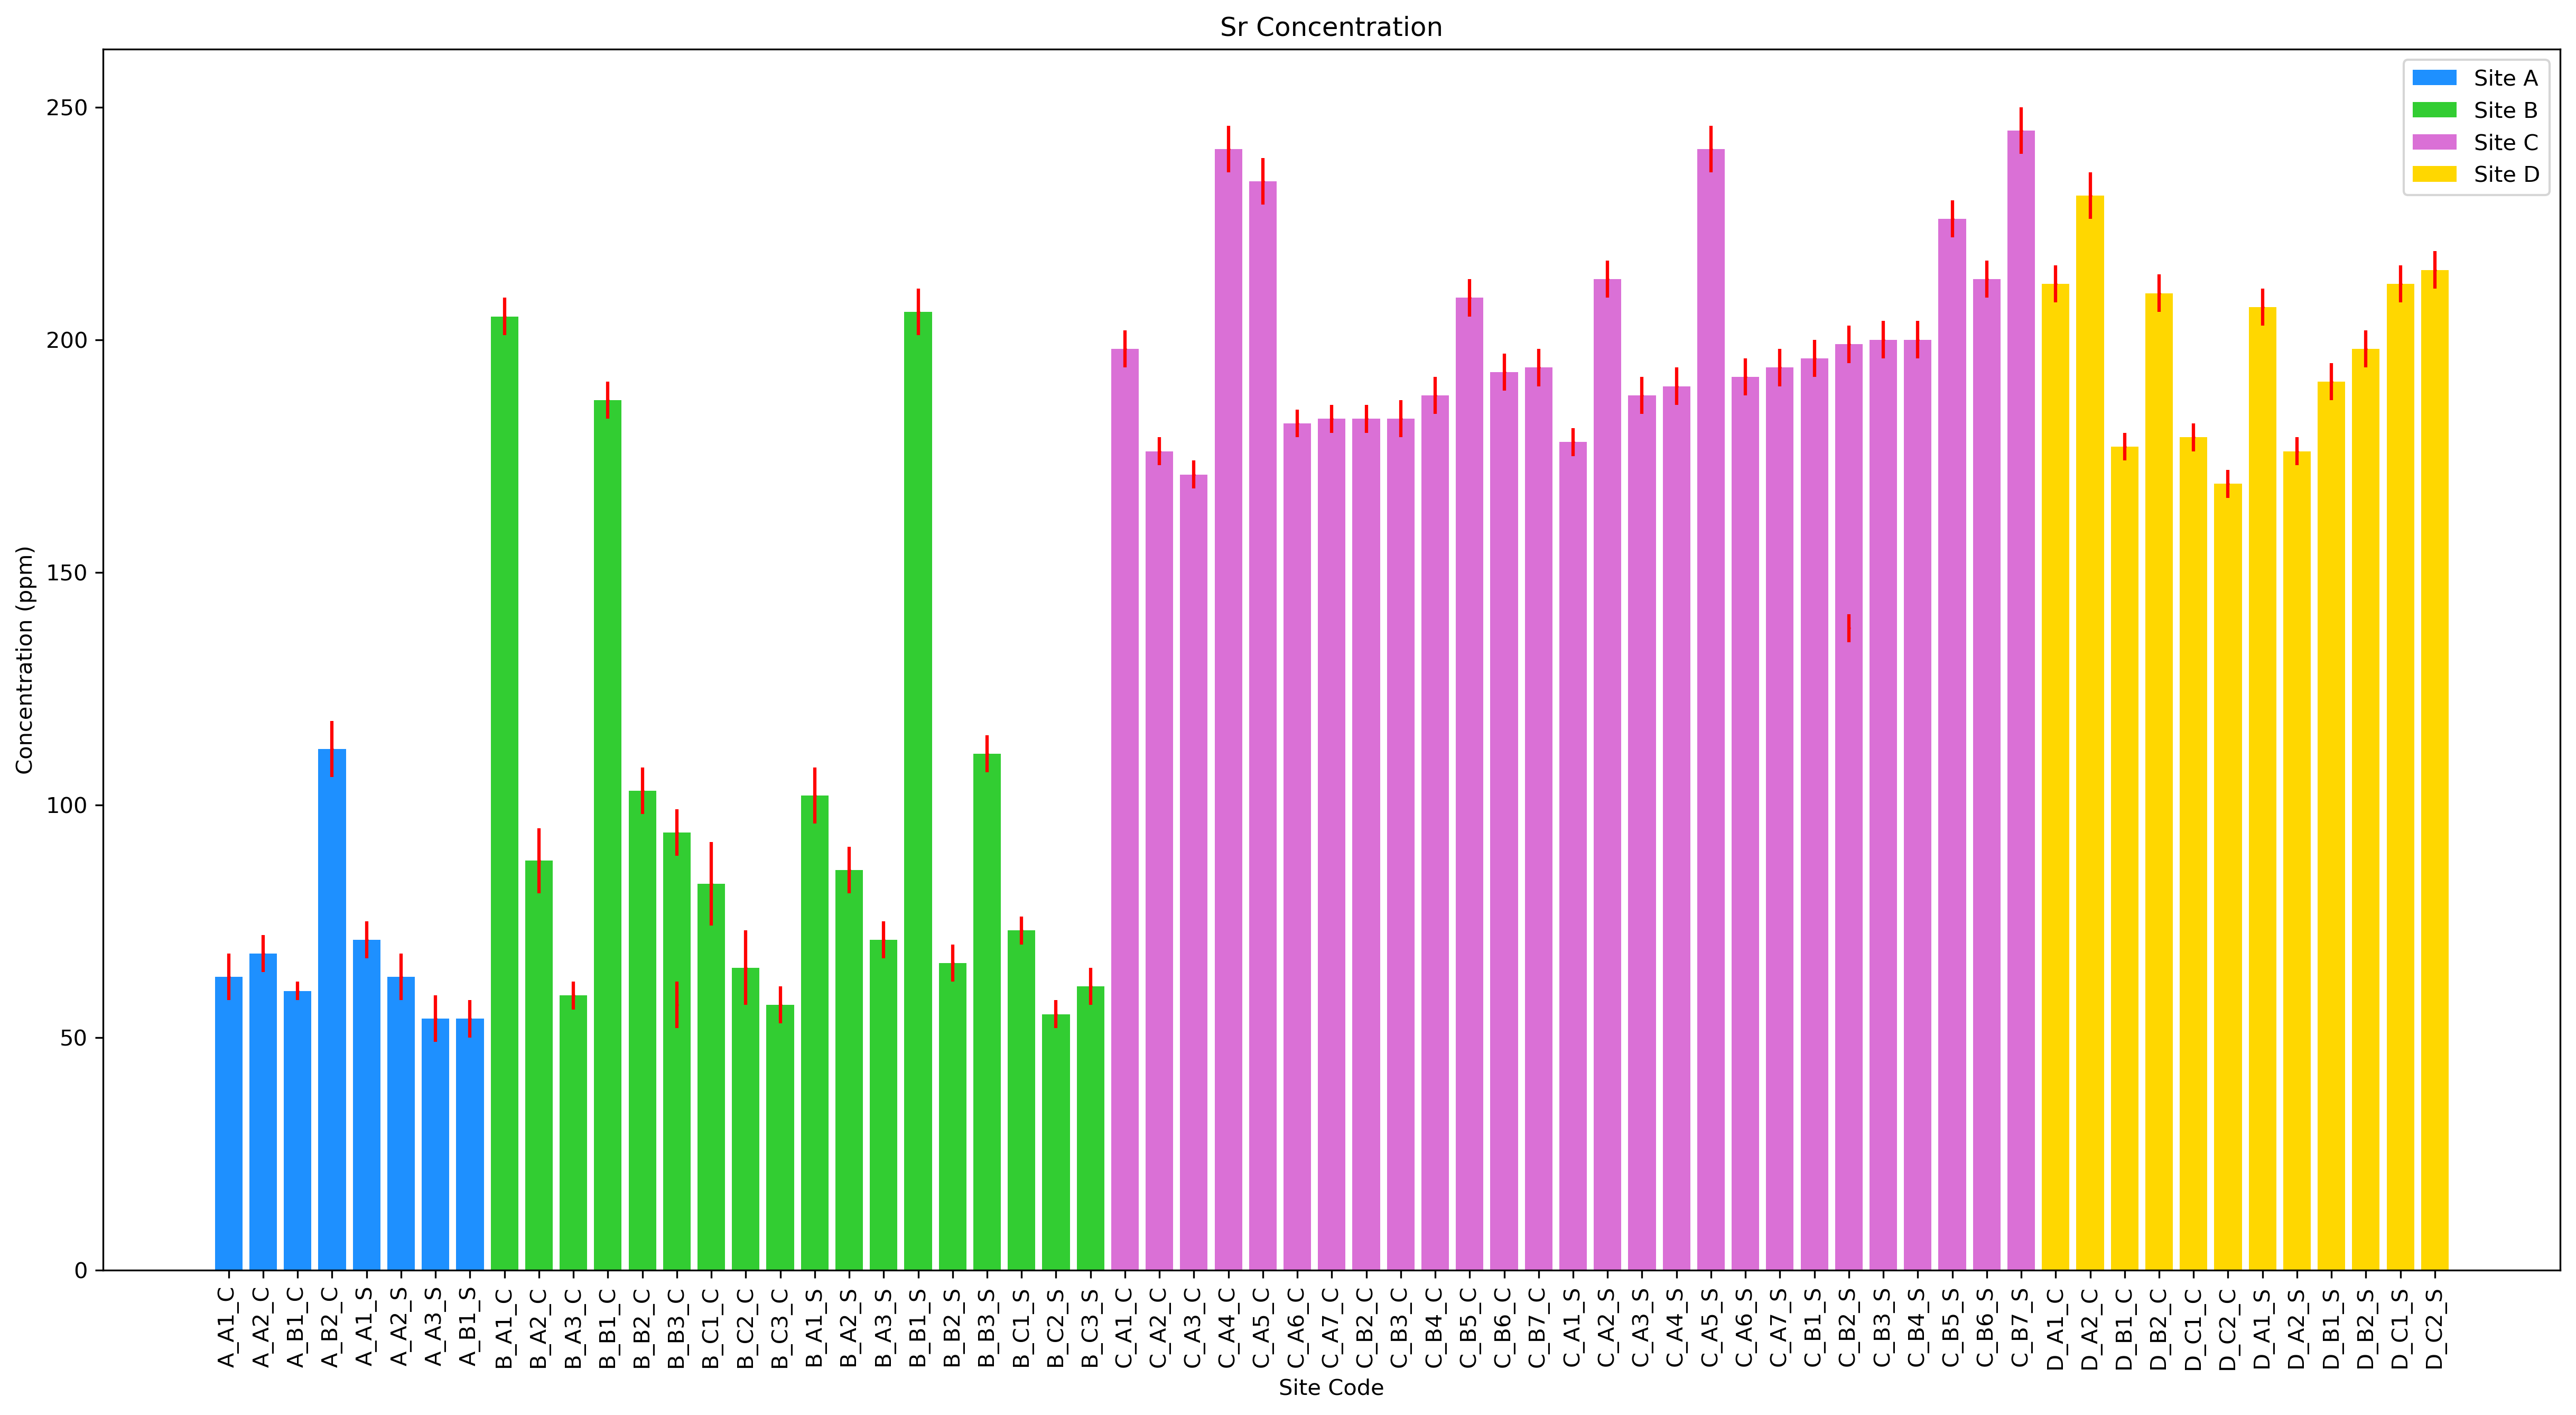 Sr Concentration
Site A
Site B
Site C
Site D
Concentration (ppm)
250
200
150
100
50
0
A_A1_C
A_A2_C
A_B1_C
A_B2_C
A_A1_S
A_A2_S
A_A3_S
A_B1_S
B_A1_C
B_A2_C
B_A3_C
B_B1_C
B_B2_C
B_B3_C
B_C1_C
B_C2_C
B_C3_C
B_A1_S
B_A2_S
B_A3_S
B_B1_S
B_B2_S
B_B3_S
B_C1_S
B_C2_S
B_C3_S
C_A1_C
C_A2_C
C_A3_C
C_A4_C
C_A5_C
C_A6_C
C_A7_C
C_B2_C
C_B3_C
C_B4_C
C_B5_C
C_B6_C
C_B7_C
C_A1_S
C_A2_S
C_A3_S
C_A4_S
C_A5_S
C_A6_S
C_A7_S
C_B1_S
C_B2_S
C_B3_S
C_B4_S
C_B5_S
C_B6_S
C_B7_S
D_A1_C
D_A2_C
D_B1_C
D_B2_C
D_C1_C
D_C2_C
D_A1_S
D_A2_S
D_B1_S
D_B2_S
D_C1_S
D_C2_S
Site Code